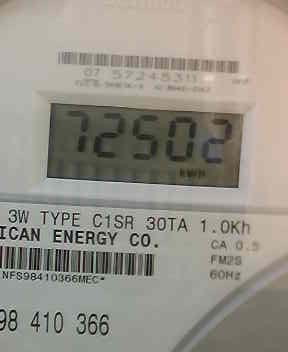 07 57245311
72502
KWH
3W TYPE C1SR 30TA 1.0Kh
ICAN ENERGY CO.
CA 0.5
FM2S
60Hz
NFS98410366MEC*
98 410 366